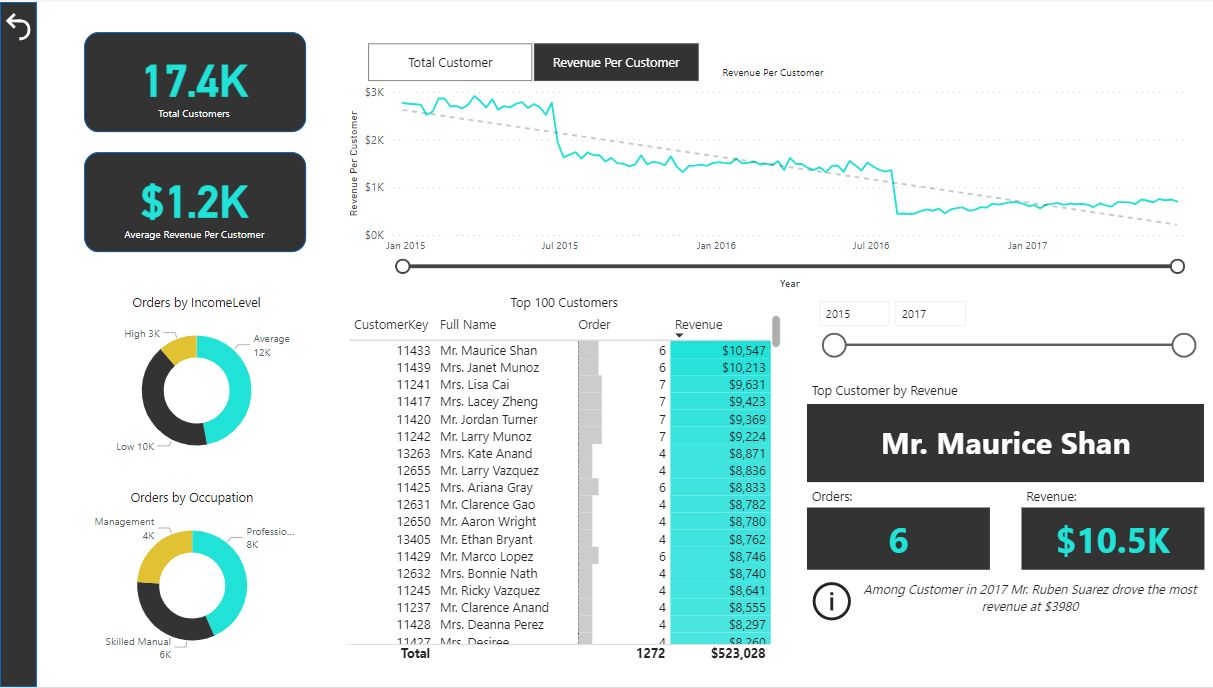 17.4K
Total Customers
$1.2K
Average Revenue Per Customer
Total Customer
Revenue Per Customer
Revenue Per Customer
Revenue Per Customer
$3K
$2K
$1K
$0K
Jan 2015 Jul 2015 Jan 2016 Jul 2016 Jan 2017
Year
Orders by IncomeLevel
High 3K
Average
12K
Low 10K
Orders by Occupation
Management
4K
Professio...
8K
Skilled Manual
6K
Top 100 Customers
CustomerKey Full Name Order Revenue
11433 Mr. Maurice Shan 6 $10,547
11439 Mrs. Janet Munoz 6 $10,213
11241 Mrs. Lisa Cai 7 $9,631
11417 Mrs. Lacey Zheng 7 $9,423
11420 Mr. Jordan Turner 7 $9,369
11242 Mr. Larry Munoz 7 $9,224
13263 Mrs. Kate Anand 4 $8,871
12655 Mr. Larry Vazquez 4 $8,836
11425 Mrs. Ariana Gray 6 $8,833
12631 Mr. Clarence Gao 4 $8,782
12650 Mr. Aaron Wright 4 $8,780
13405 Mr. Ethan Bryant 4 $8,762
11429 Mr. Marco Lopez 6 $8,746
12632 Mrs. Bonnie Nath 4 $8,740
11245 Mr. Ricky Vazquez 4 $8,641
11237 Mr. Clarence Anand 4 $8,555
11428 Mrs. Deanna Perez 4 $8,297
11427 Mrs. Desiree 4 $8,260
Total 1272 $523,028
2015 2017
Top Customer by Revenue
Mr. Maurice Shan
Orders: Revenue:
6 $10.5K
i
Among Customer in 2017 Mr. Ruben Suarez drove the most
revenue at $3980